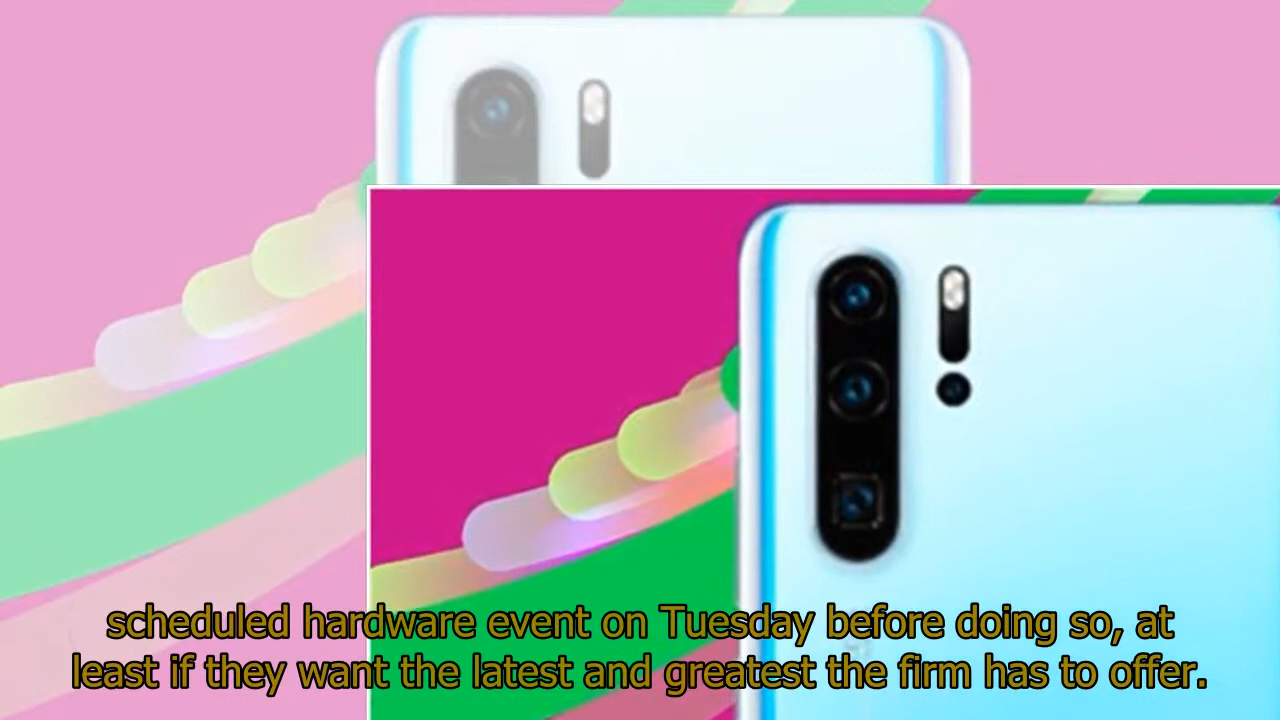 scheduled hardware event on Tuesday before doing so, at
least if they want the latest and greatest the firm has to offer.